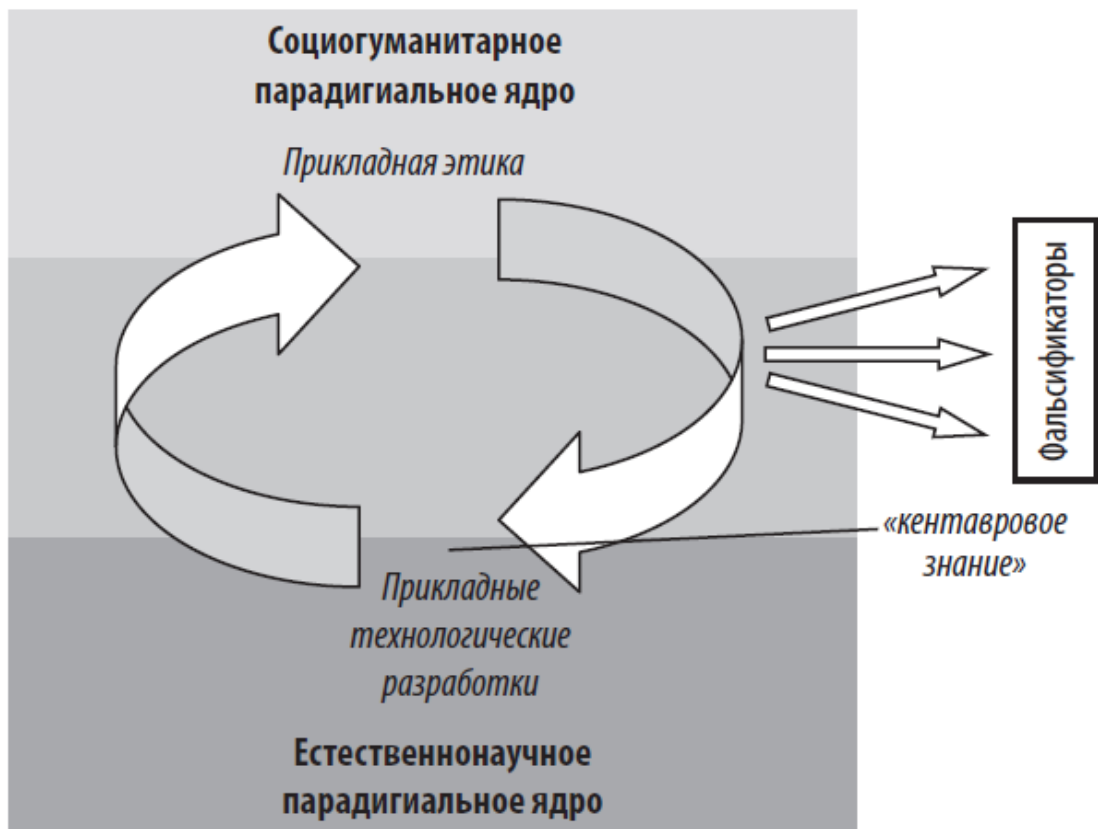 Социогуманитарное
парадигиальное ядро
Прикладная этика
Фальсификаторы
«кентавровое
знание»
Прикладные
технологические
разработки
Естественнонаучное
парадигиальное ядро